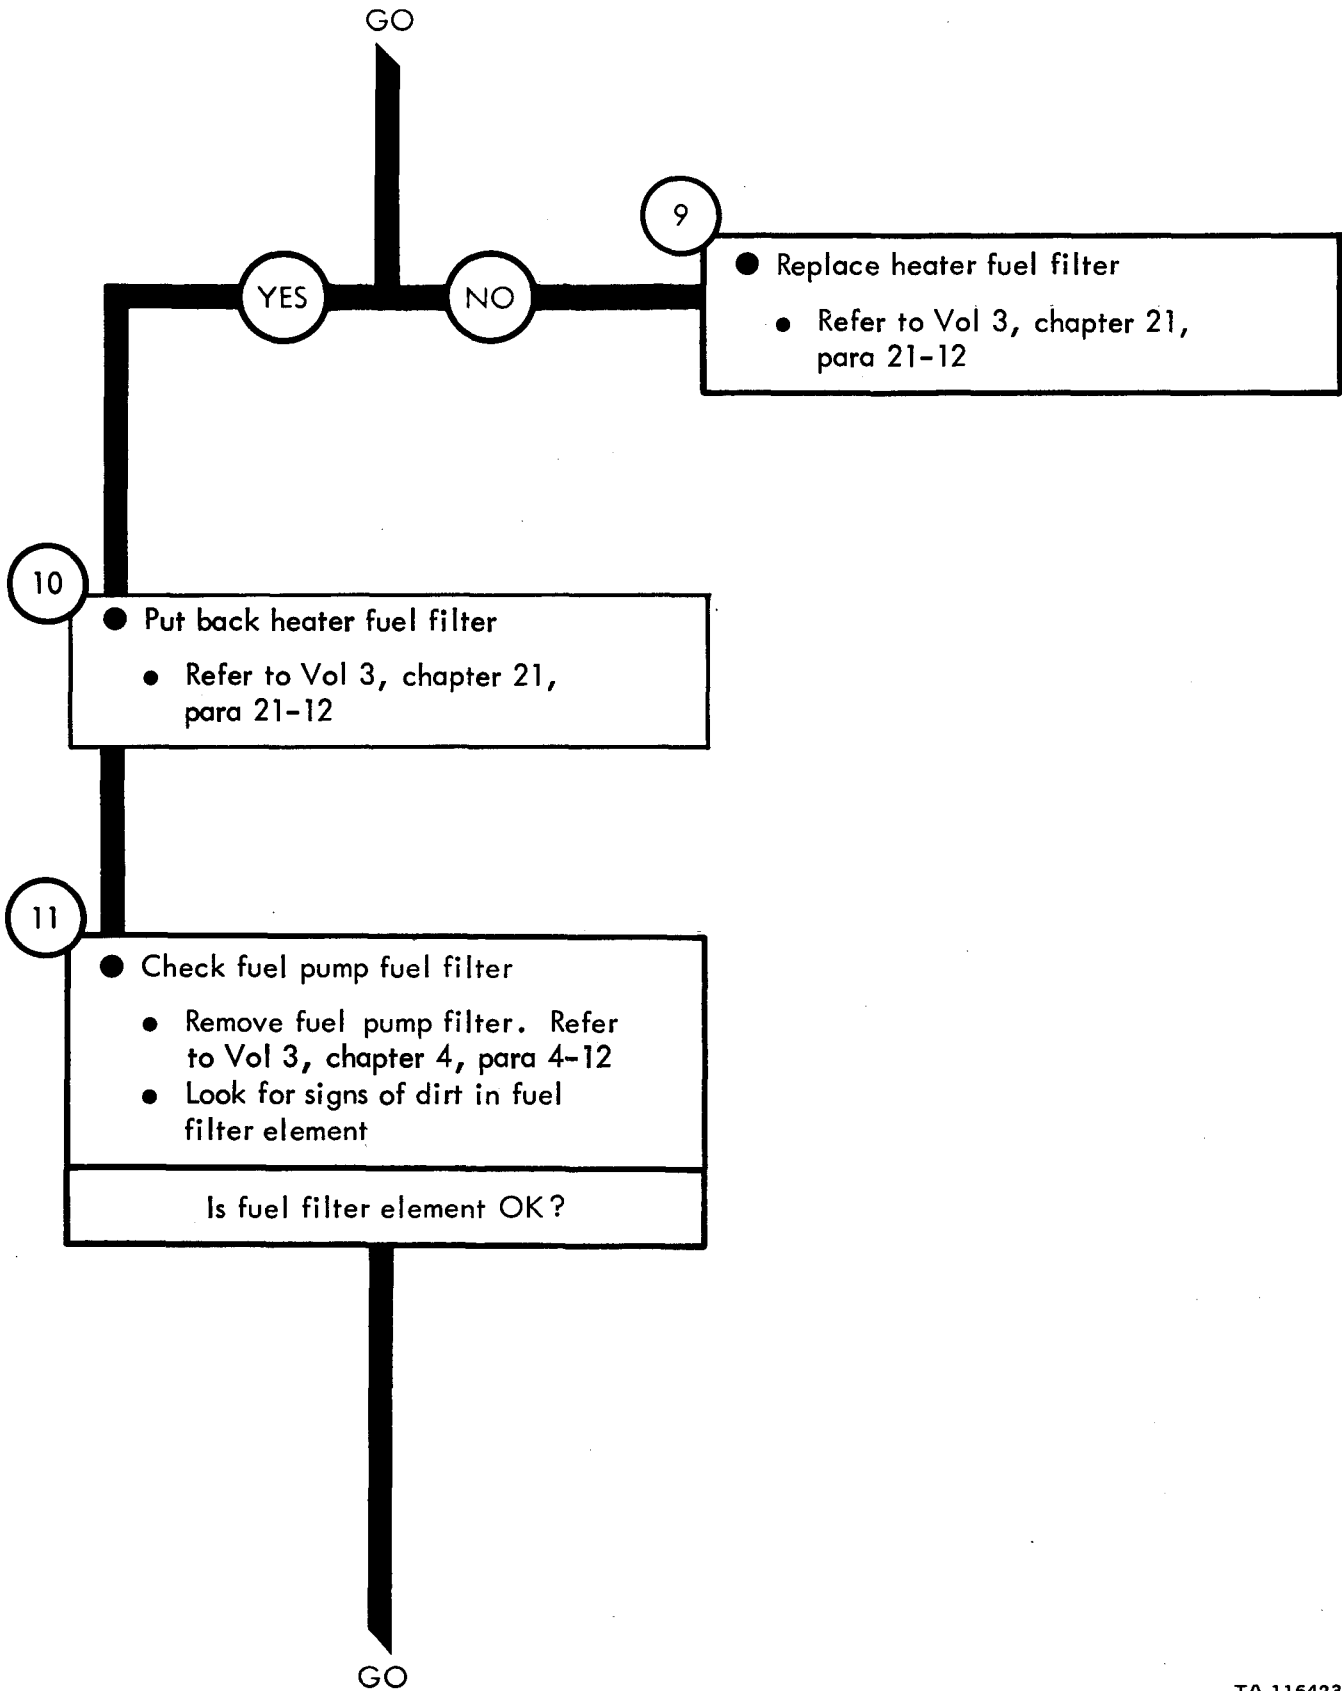 GO
9
YES
NO
● Replace heater fuel filter
● Refer to Vol 3, chapter 21,
para 21-12
10
● Put back heater fuel filter
● Refer to Vol 3, chapter 21,
para 21-12
11
● Check fuel pump fuel filter
● Remove fuel pump filter. Refer
to Vol 3, chapter 4, para 4-12
● Look for signs of dirt in fuel
filter element
Is fuel filter element OK?
GO